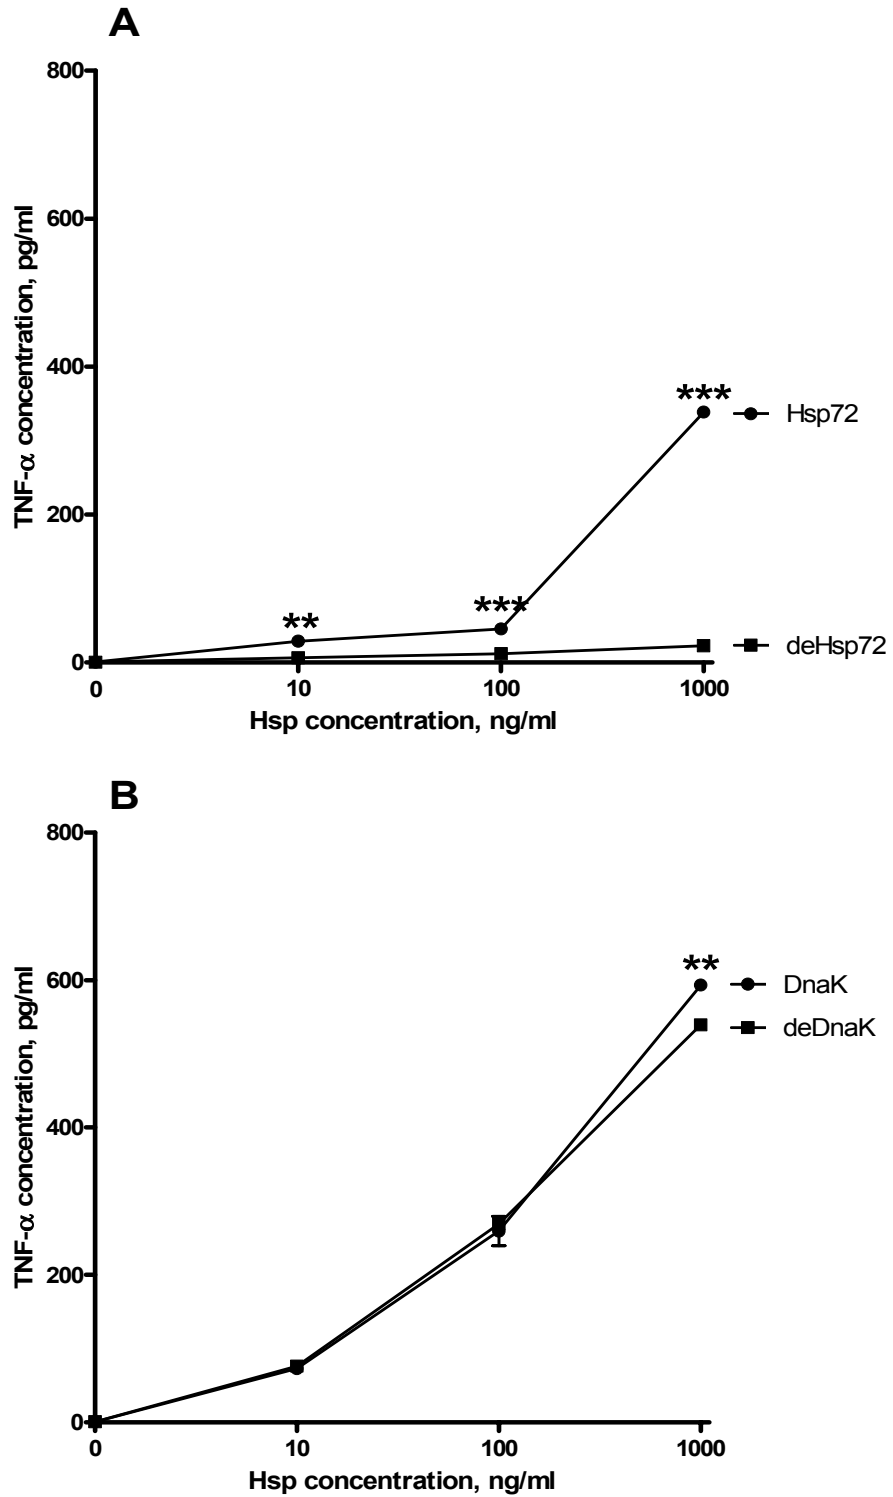 A
800
600
400
200
0
TNF-α concentration, pg/ml
**
***
***
Hsp72
deHsp72
0 10 100 1000
Hsp concentration, ng/ml
B
800
600
400
200
0
TNF-α concentration, pg/ml
**
DnaK
deDnaK
0 10 100 1000
Hsp concentration, ng/ml